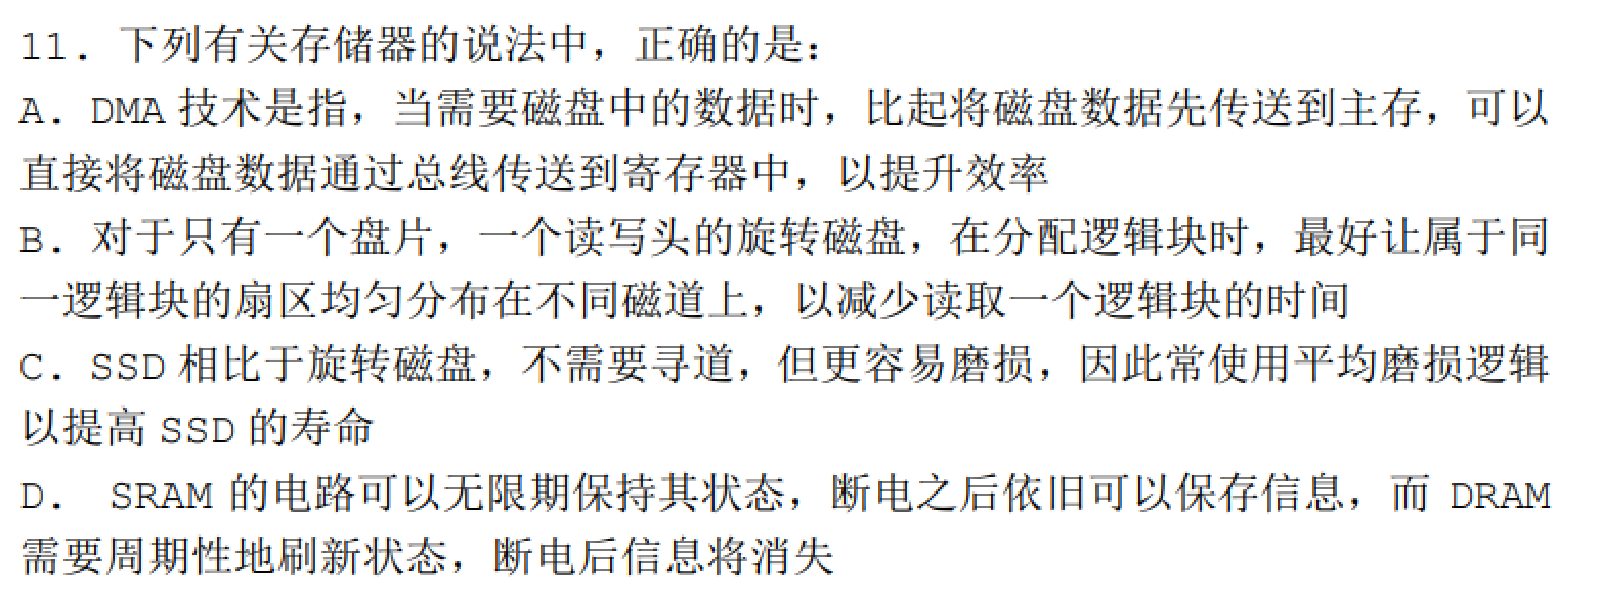 11. 下列有关存储器的说法中，正确的是：
A. DMA 技术是指，当需要磁盘中的数据时，比起将磁盘数据先传送到主存，可以
直接将磁盘数据通过总线传送到寄存器中，以提升效率
B. 对于只有一个盘片，一个读写头的旋转磁盘，在分配逻辑块时，最好让属于同
一逻辑块的扇区均匀分布在不同磁道上，以减少读取一个逻辑块的时间
C. SSD 相比于旋转磁盘，不需要寻道，但更容易磨损，因此常使用平均磨损逻辑
以提高 SSD 的寿命
D. SRAM 的电路可以无限期保持其状态，断电之后依旧可以保存信息，而 DRAM
需要周期性地刷新状态，断电后信息将消失